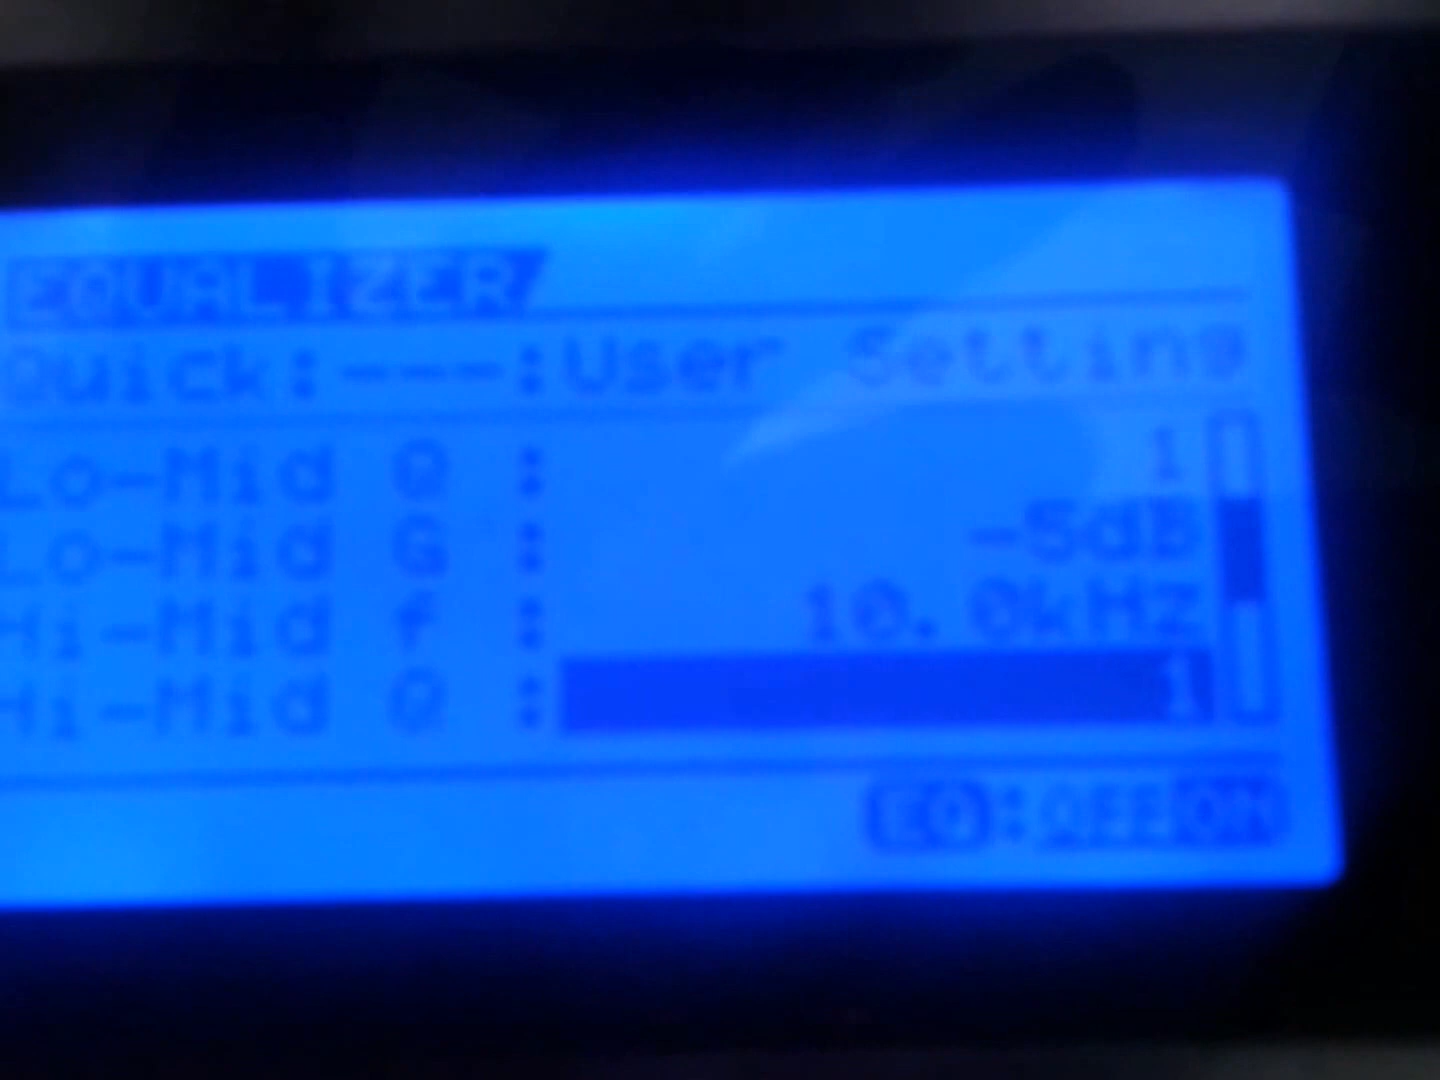 EQUALIZER
Quick:---:User Setting
Lo-Mid Q : 1
Lo-Mid G : -5dB
Hi-Mid f : 10.0kHz
Hi-Mid Q : 1
EQ:OFF ON